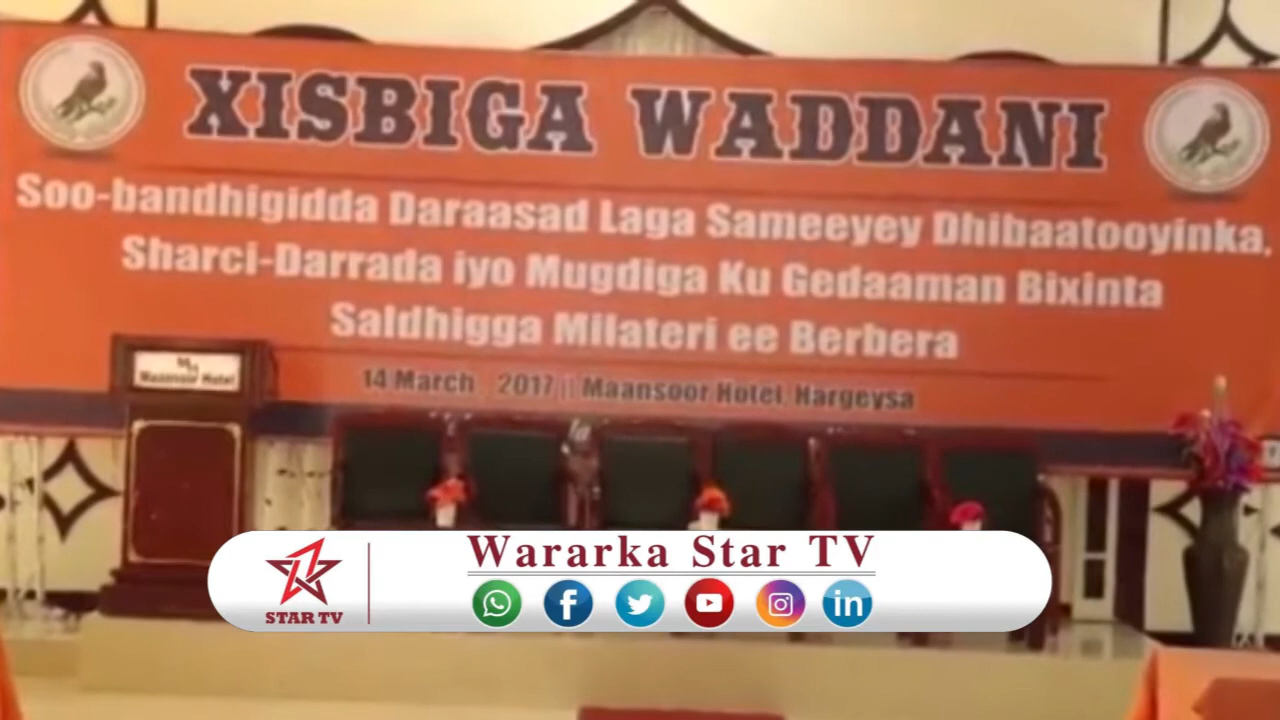 XISBIGA WADDANI
Soo-bandhigidda Daraasad Laga Sameeyey Dhibaatooyinka,
Sharci-Darrada iyo Mugdiga Ku Gedaaman Bixinta
Saldhigga Milateri ee Berbera
14 March , 2017 || Maansoor Hotel, Hargeysa
Maansoor Hotel
Wararka Star TV
STAR TV
in